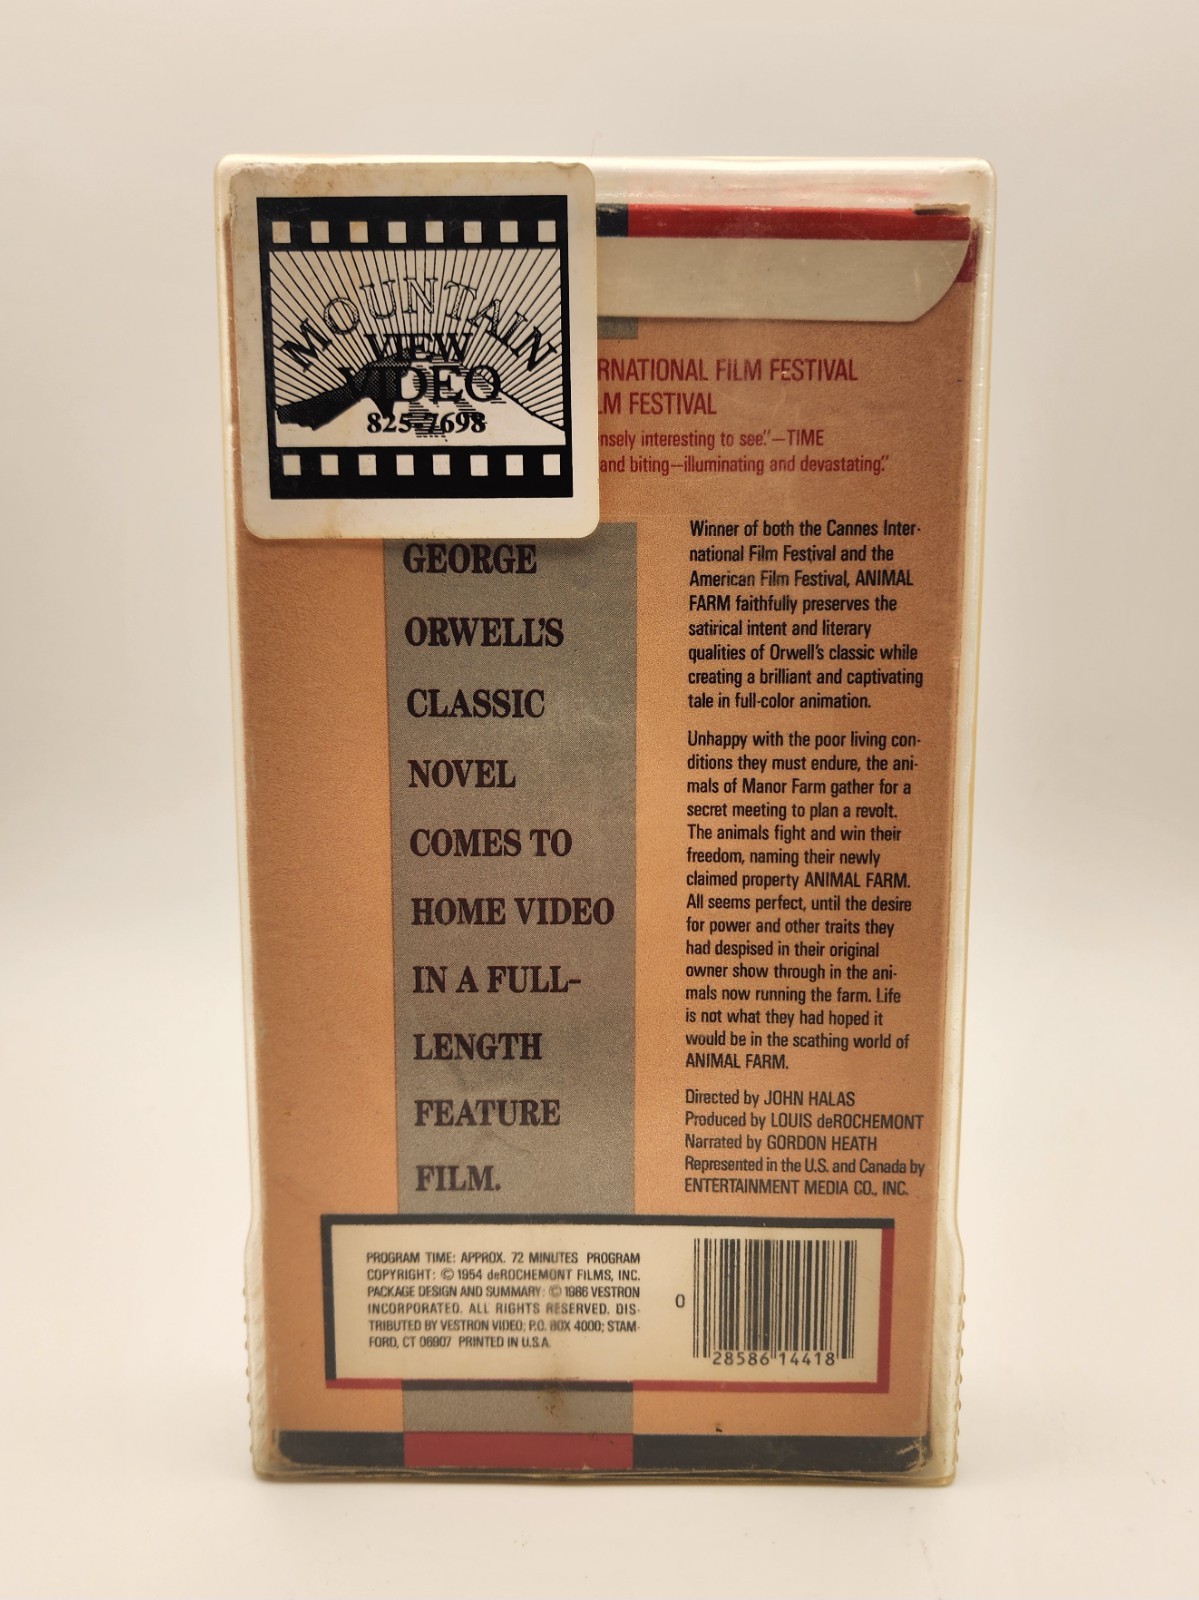 MOUNTAIN
VIEW
VIDEO
825-7698
RNATIONAL FILM FESTIVAL
LM FESTIVAL
nsely interesting to see."—TIME
and biting—illuminating and devastating."
GEORGE
ORWELL'S
CLASSIC
NOVEL
COMES TO
HOME VIDEO
IN A FULL-
LENGTH
FEATURE
FILM.
Winner of both the Cannes Inter-
national Film Festival and the
American Film Festival, ANIMAL
FARM faithfully preserves the
satirical intent and literary
qualities of Orwell's classic while
creating a brilliant and captivating
tale in full-color animation.
Unhappy with the poor living con-
ditions they must endure, the ani-
mals of Manor Farm gather for a
secret meeting to plan a revolt.
The animals fight and win their
freedom, naming their newly
claimed property ANIMAL FARM.
All seems perfect, until the desire
for power and other traits they
had despised in their original
owner show through in the ani-
mals now running the farm. Life
is not what they had hoped it
would be in the scathing world of
ANIMAL FARM.
Directed by JOHN HALAS
Produced by LOUIS deROCHEMONT
Narrated by GORDON HEATH
Represented in the U.S. and Canada by
ENTERTAINMENT MEDIA CO., INC.
PROGRAM TIME: APPROX. 72 MINUTES PROGRAM
COPYRIGHT: © 1954 deROCHEMONT FILMS, INC.
PACKAGE DESIGN AND SUMMARY: © 1986 VESTRON
INCORPORATED. ALL RIGHTS RESERVED. DIS-
TRIBUTED BY VESTRON VIDEO; P.O. BOX 4000; STAM-
FORD, CT 06907 PRINTED IN U.S.A.
0
28586 14418